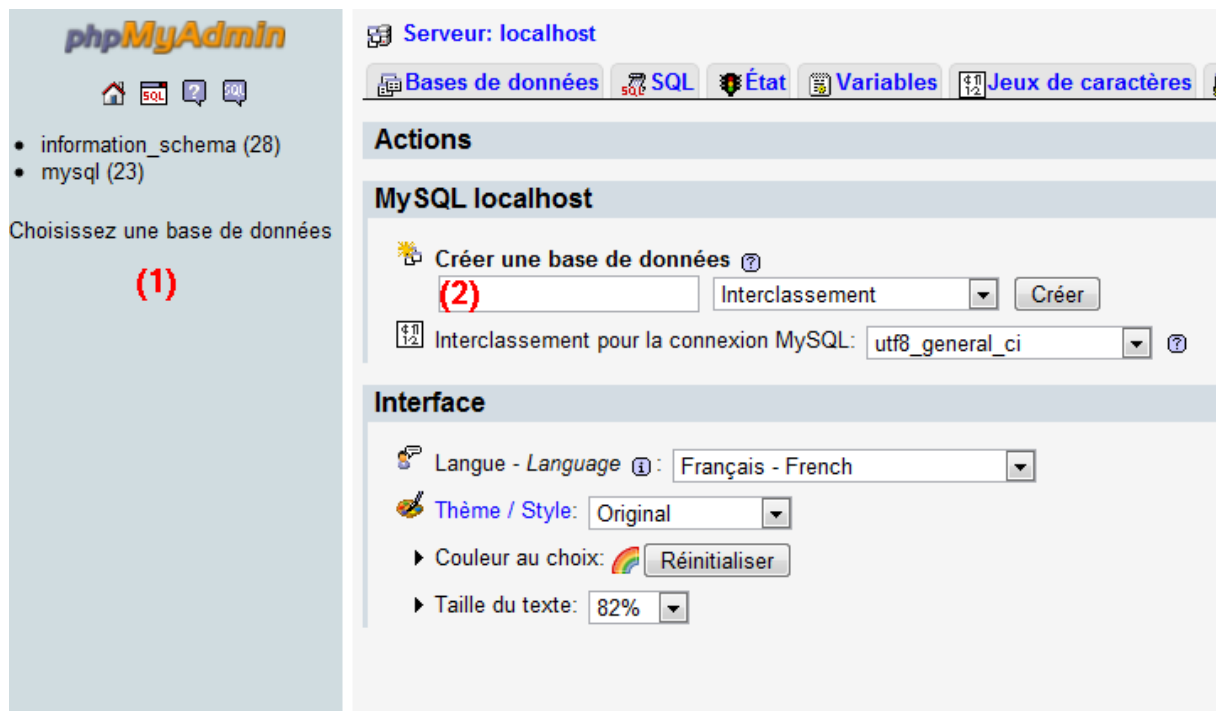 phpMyAdmin
SQL ? SQL
information_schema (28)
mysql (23)
Choisissez une base de données
(1)
Serveur: localhost
Bases de données SQL État Variables Jeux de caractères
Actions
MySQL localhost
Créer une base de données ?
(2) Interclassement Créer
Interclassement pour la connexion MySQL: utf8_general_ci ?
Interface
Langue - Language i : Français - French
Thème / Style: Original
Couleur au choix: Réinitialiser
Taille du texte: 82%